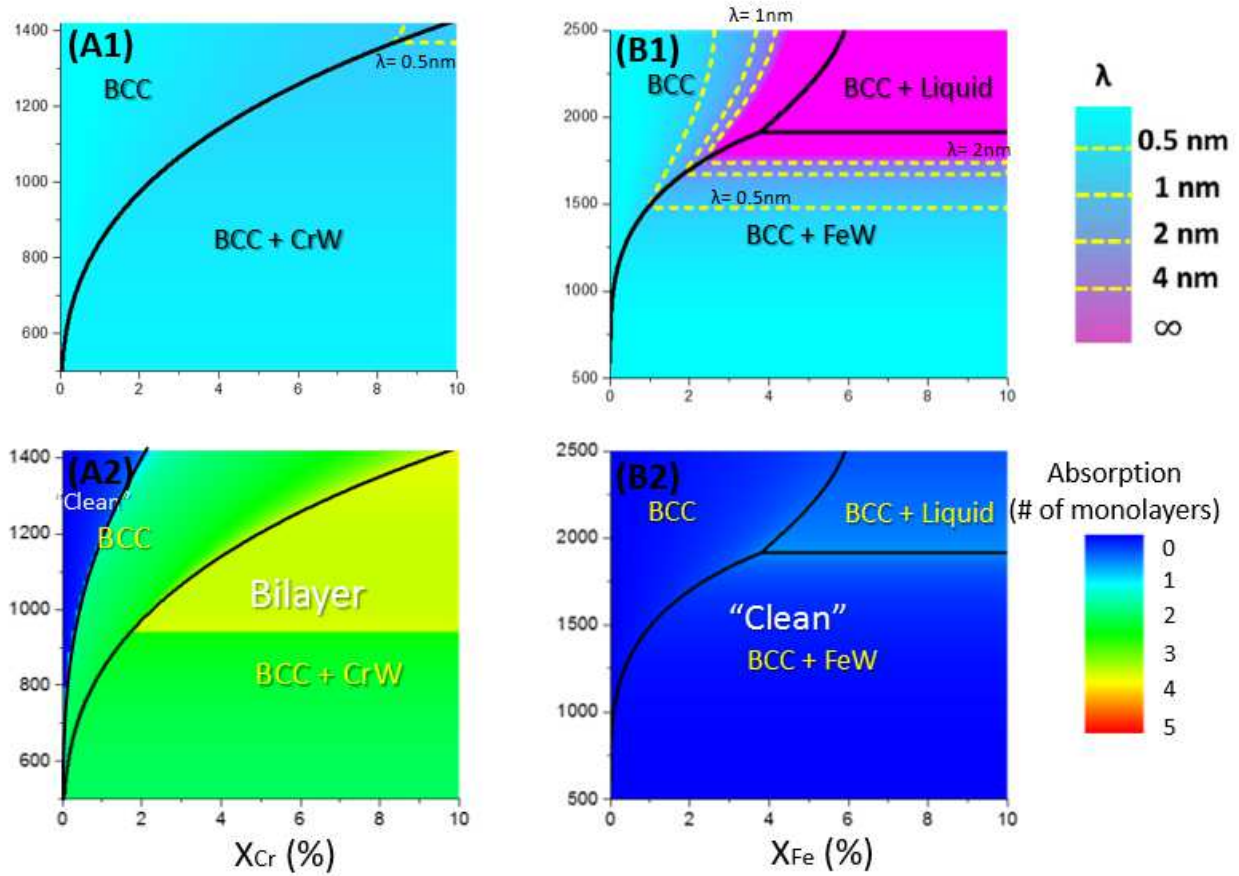 (A1)
BCC
λ= 0.5nm
BCC + CrW
1400
1200
1000
800
600
0 2 4 6 8 10
λ= 1nm
(B1)
BCC
BCC + Liquid
λ= 2nm
λ= 0.5nm
BCC + FeW
2500
2000
1500
1000
500
0 2 4 6 8 10
λ
0.5 nm
1 nm
2 nm
4 nm
∞
(A2)
"Clean"
BCC
Bilayer
BCC + CrW
1400
1200
1000
800
600
0 2 4 6 8 10
XCr (%)
(B2)
BCC
BCC + Liquid
"Clean"
BCC + FeW
2500
2000
1500
1000
500
0 2 4 6 8 10
XFe (%)
Absorption
(# of monolayers)
0
1
2
3
4
5